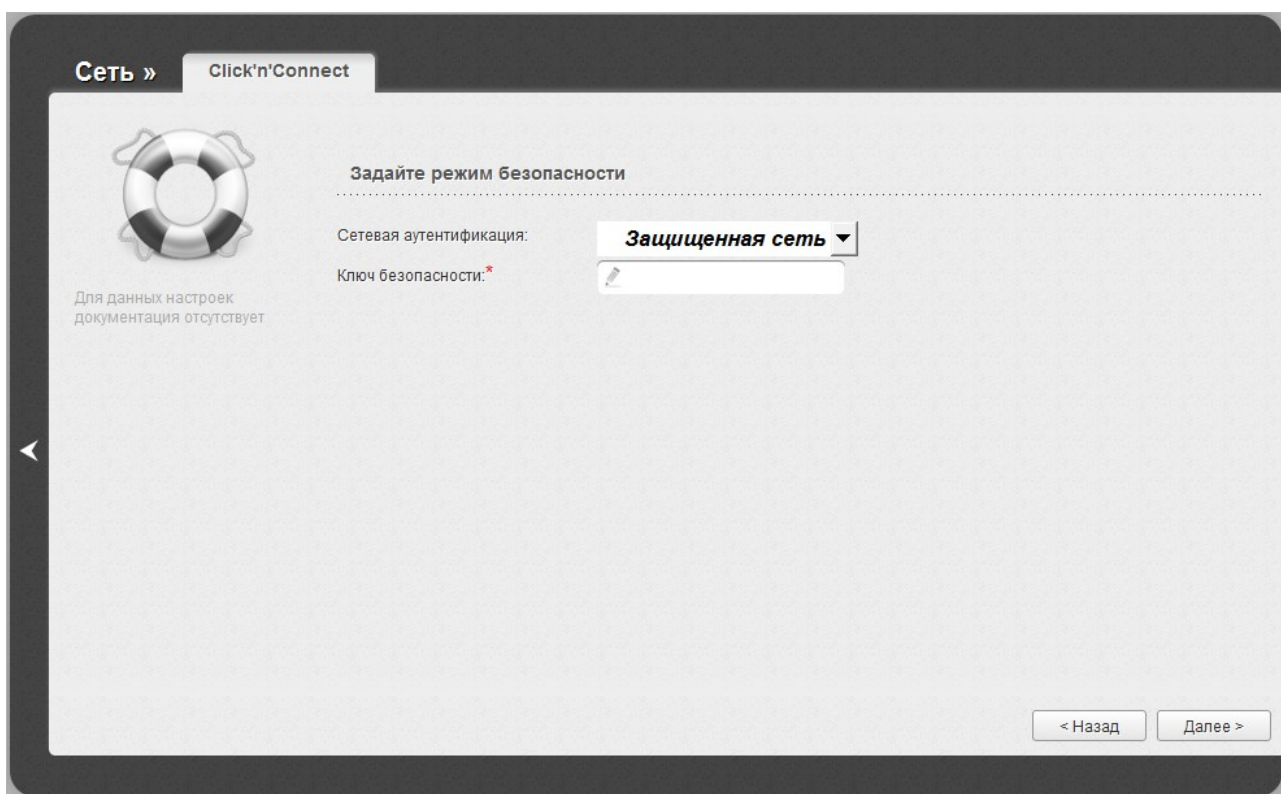 Сеть »
Click'n'Connect
Задайте режим безопасности
Сетевая аутентификация: Защищенная сеть
Ключ безопасности:*
Для данных настроек
документация отсутствует
< Назад
Далее >